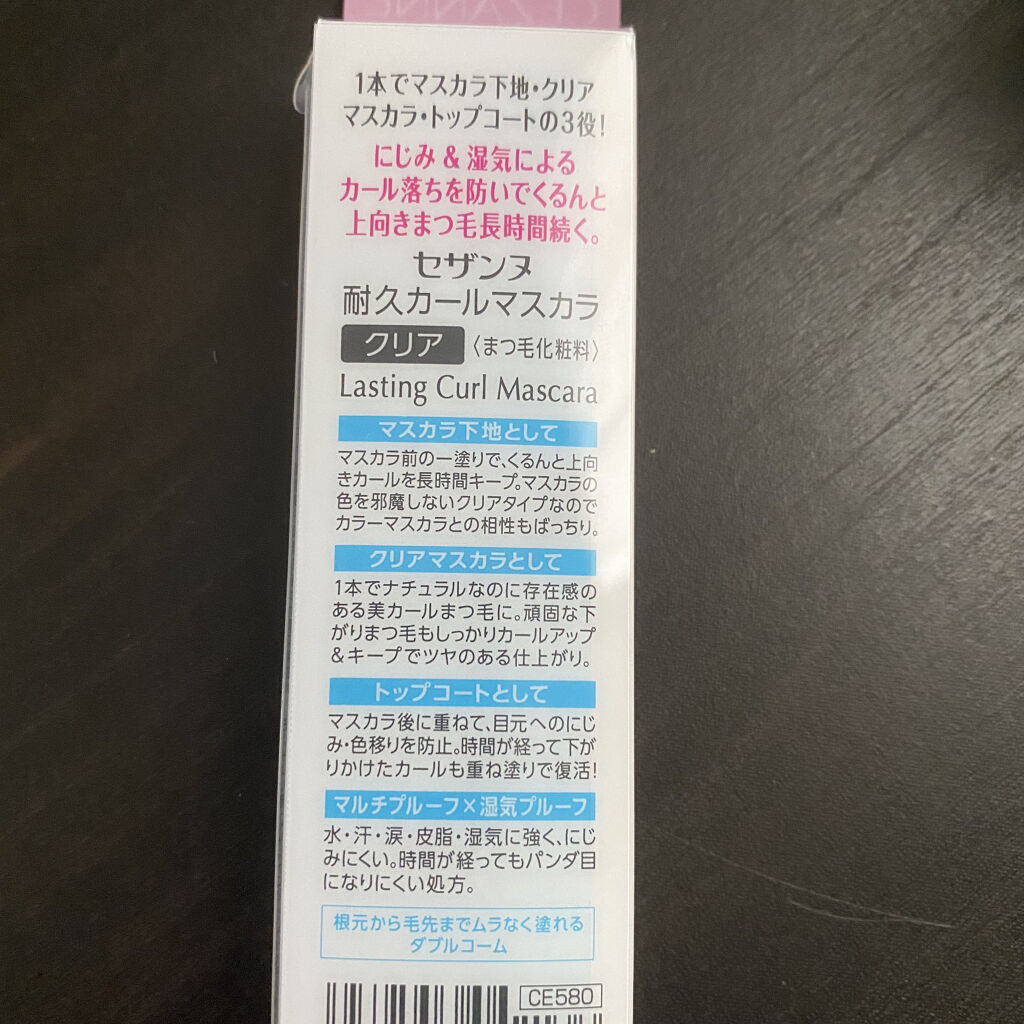 CEZANNE
1本でマスカラ下地・クリア
マスカラ・トップコートの3役!
にじみ & 湿気による
カール落ちを防いでくるんと
上向きまつ毛長時間続く。
セザンヌ
耐久カールマスカラ
クリア 〈まつ毛化粧料〉
Lasting Curl Mascara
マスカラ下地として
マスカラ前の一塗りで、くるんと上向
きカールを長時間キープ。マスカラの
色を邪魔しないクリアタイプなので
カラーマスカラとの相性もばっちり。
クリアマスカラとして
1本でナチュラルなのに存在感の
ある美カールまつ毛に。頑固な下
がりまつ毛もしっかりカールアップ
&キープでツヤのある仕上がり。
トップコートとして
マスカラ後に重ねて、目元へのにじ
み・色移りを防止。時間が経って下が
りかけたカールも重ね塗りで復活!
マルチプルーフ×湿気プルーフ
水・汗・涙・皮脂・湿気に強く、にじ
みにくい。時間が経ってもパンダ目
になりにくい処方。
根元から毛先までムラなく塗れる
ダブルコーム
CE580